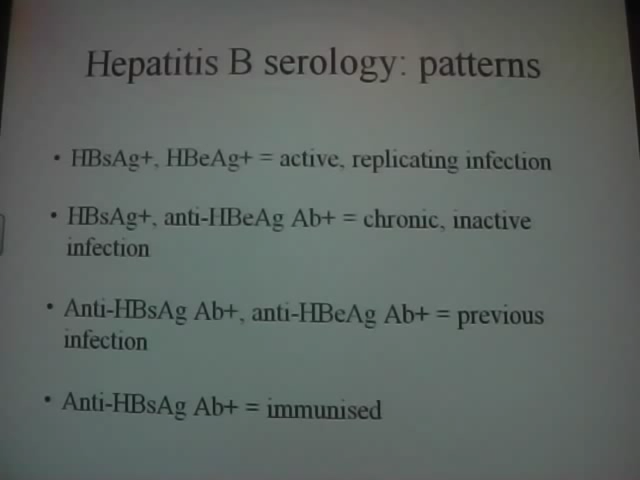 Hepatitis B serology: patterns
• HBsAg+, HBeAg+ = active, replicating infection
• HBsAg+, anti-HBeAg Ab+ = chronic, inactive
infection
• Anti-HBsAg Ab+, anti-HBeAg Ab+ = previous
infection
• Anti-HBsAg Ab+ = immunised